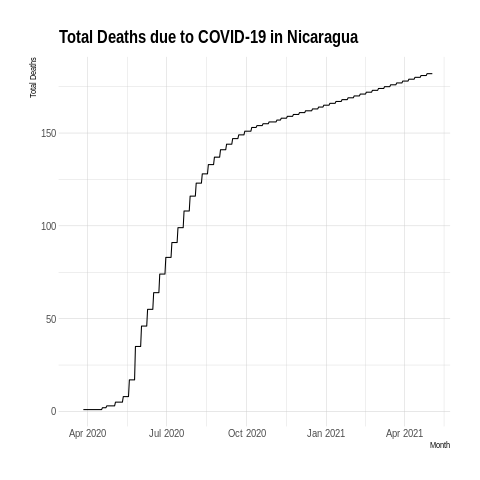 Total Deaths due to COVID-19 in Nicaragua
Total Deaths
150
100
50
0
Apr 2020 Jul 2020 Oct 2020 Jan 2021 Apr 2021
Month